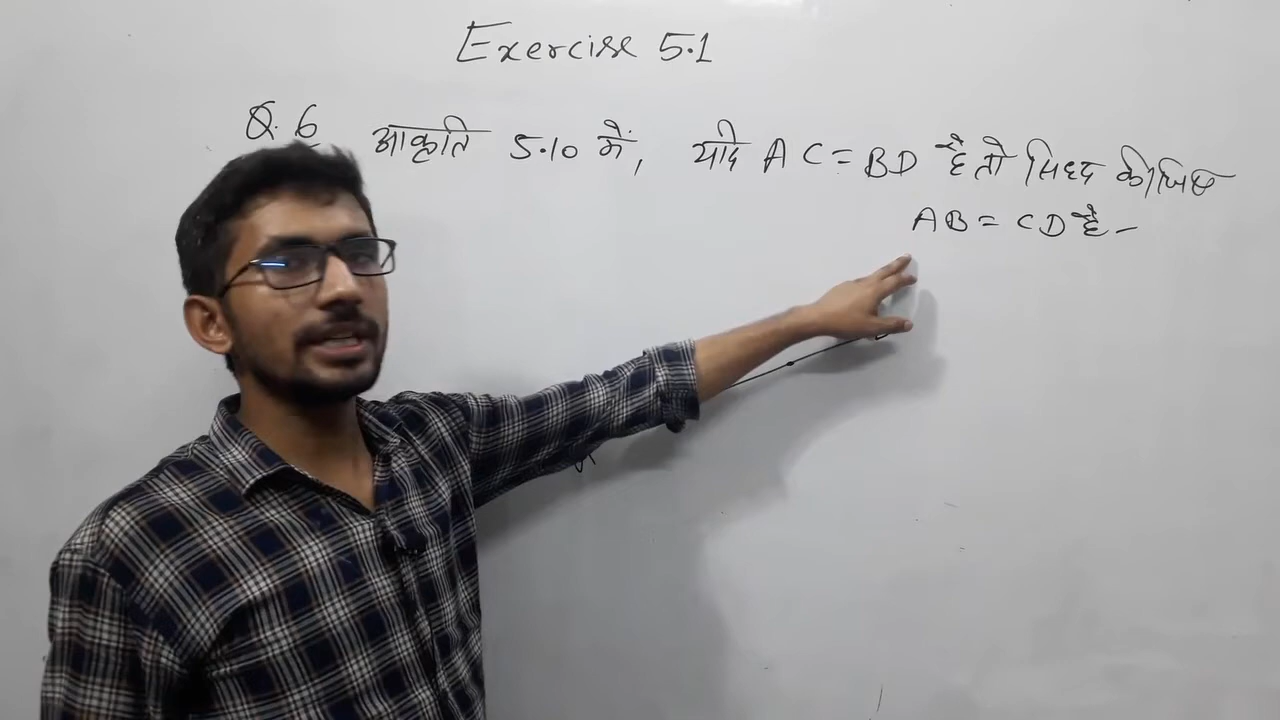 Exercise 5.1
Q. 6 आकृति 5.10 में, यदि AC = BD है तो सिध्द कीजिए
AB = CD है -